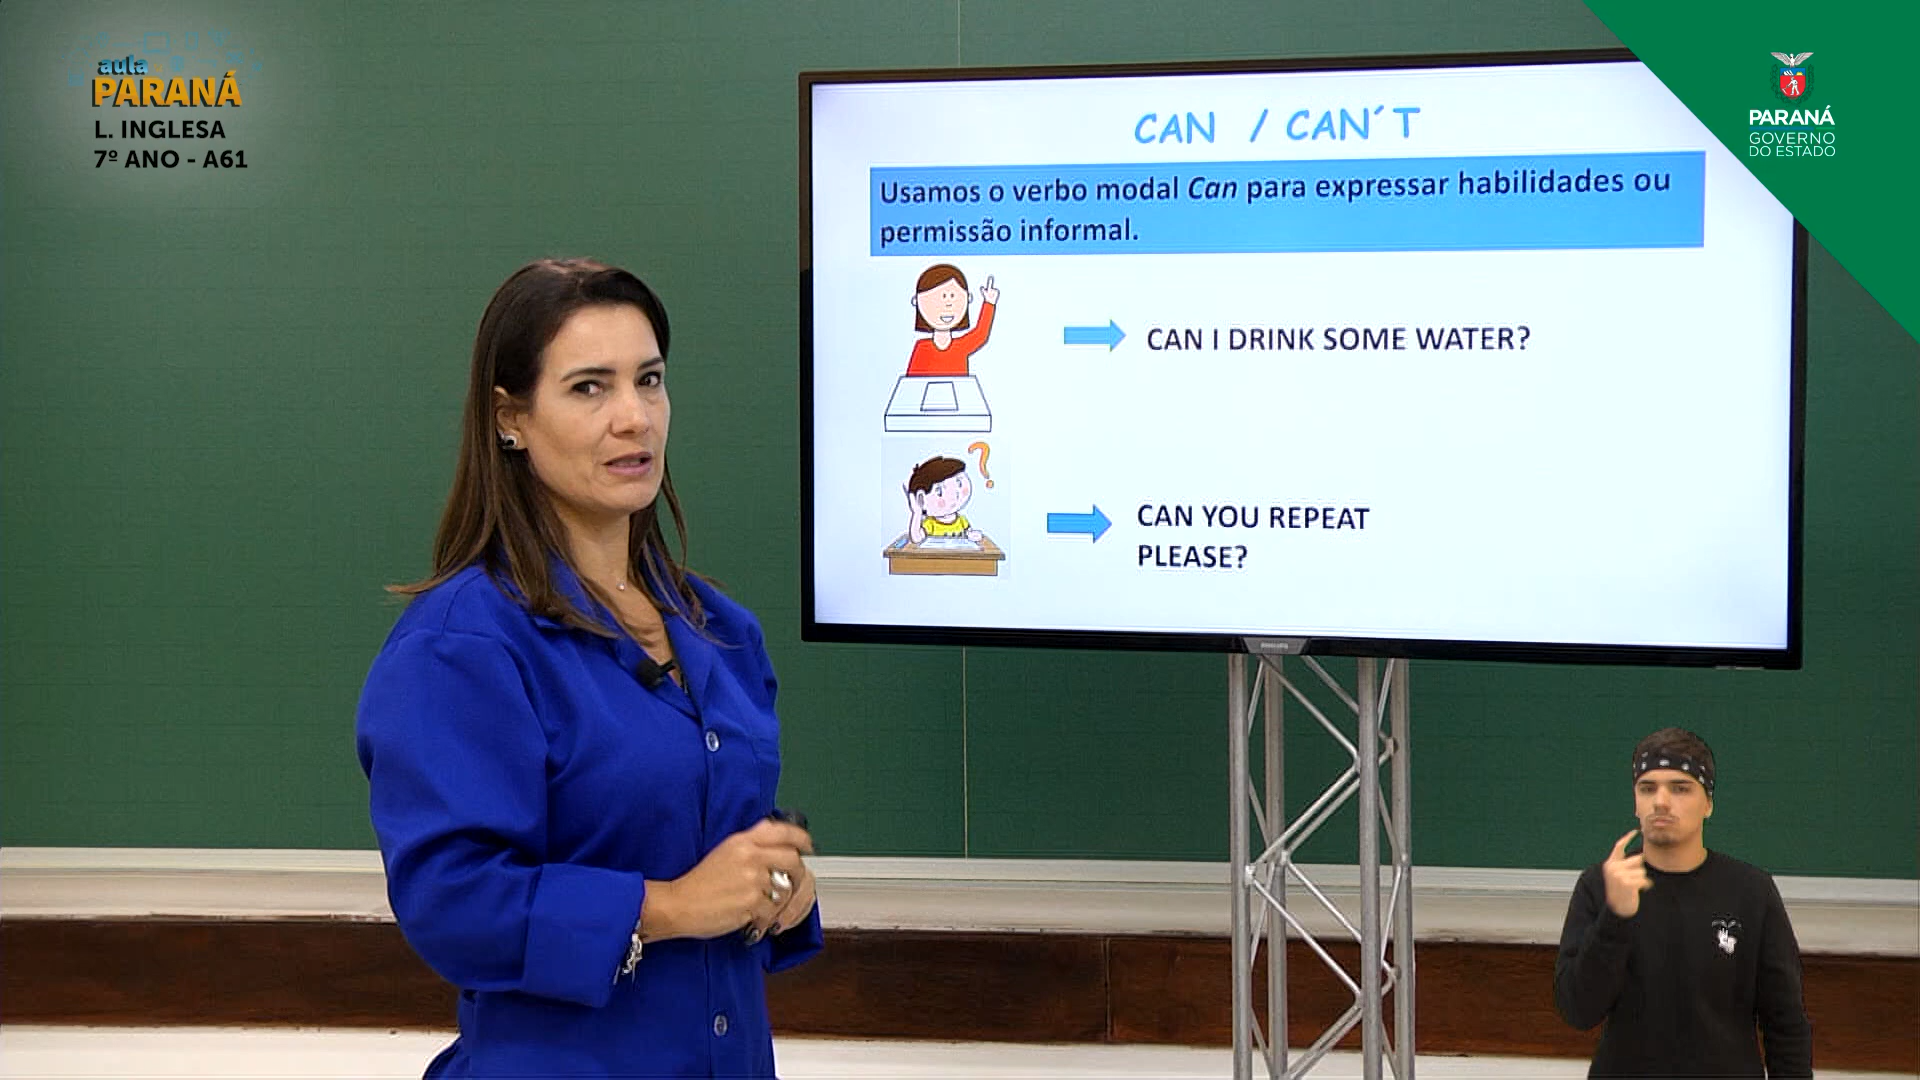 aula
PARANÁ
L. INGLESA
7º ANO - A61
PARANÁ
GOVERNO
DO ESTADO
CAN / CAN´T
Usamos o verbo modal Can para expressar habilidades ou
permissão informal.
CAN I DRINK SOME WATER?
?
CAN YOU REPEAT
PLEASE?
PHILIPS